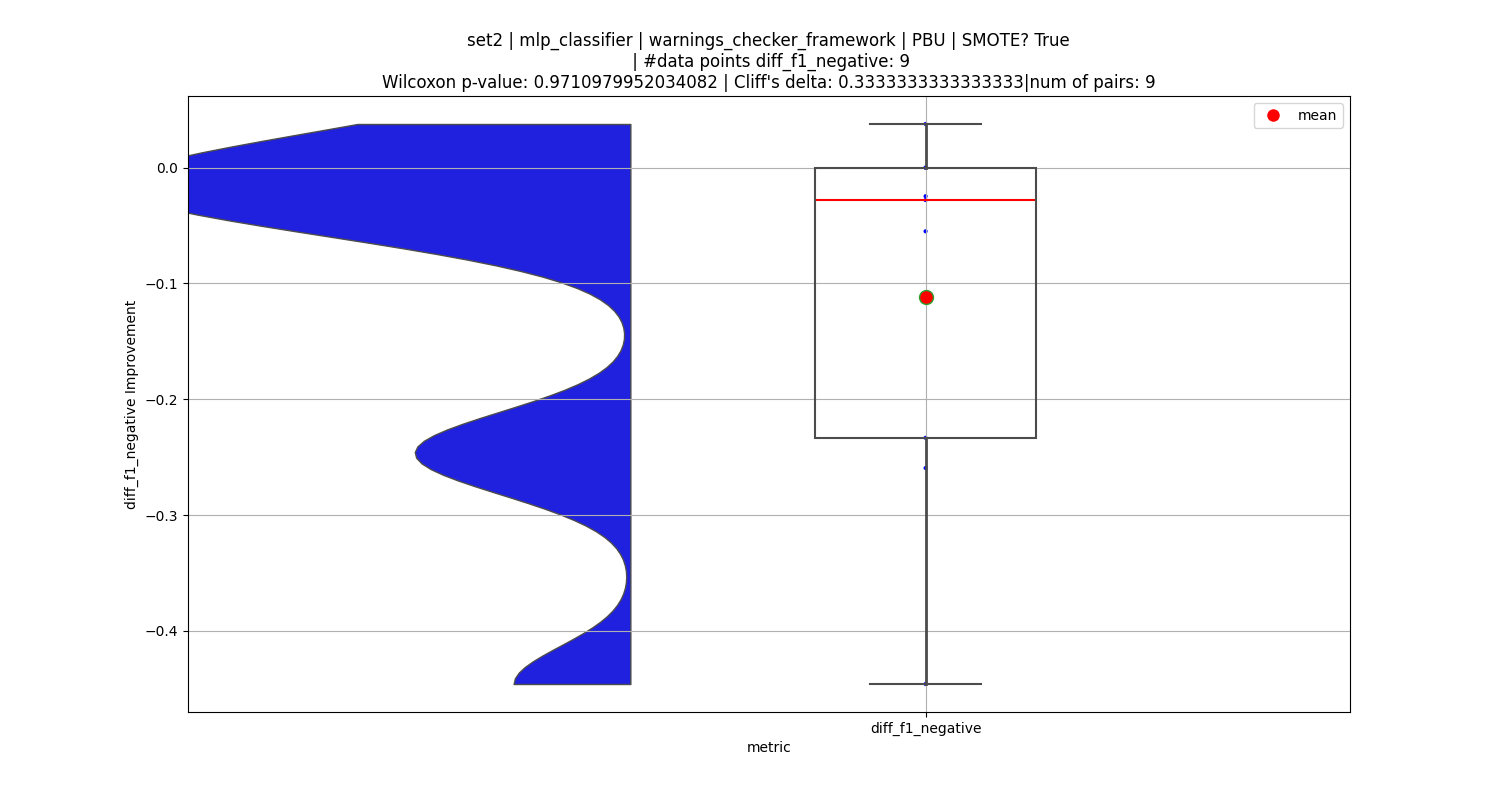 set2 | mlp_classifier | warnings_checker_framework | PBU | SMOTE? True
| #data points diff_f1_negative: 9
Wilcoxon p-value: 0.9710979952034082 | Cliff's delta: 0.3333333333333333|num of pairs: 9
mean
0.0
−0.1
−0.2
−0.3
−0.4
diff_f1_negative Improvement
diff_f1_negative
metric